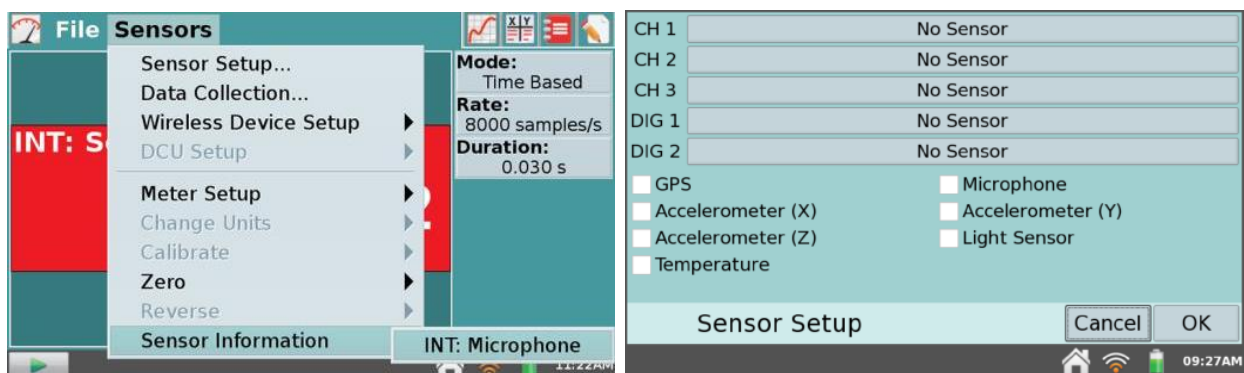 File Sensors
Sensor Setup...
Data Collection...
Wireless Device Setup
DCU Setup
Meter Setup
Change Units
Calibrate
Zero
Reverse
Sensor Information
INT: Microphone
INT:
Mode:
Time Based
Rate:
8000 samples/s
Duration:
0.030 s
11:22AM
CH 1 No Sensor
CH 2 No Sensor
CH 3 No Sensor
DIG 1 No Sensor
DIG 2 No Sensor
GPS Microphone
Accelerometer (X) Accelerometer (Y)
Accelerometer (Z) Light Sensor
Temperature
Sensor Setup Cancel OK
09:27AM